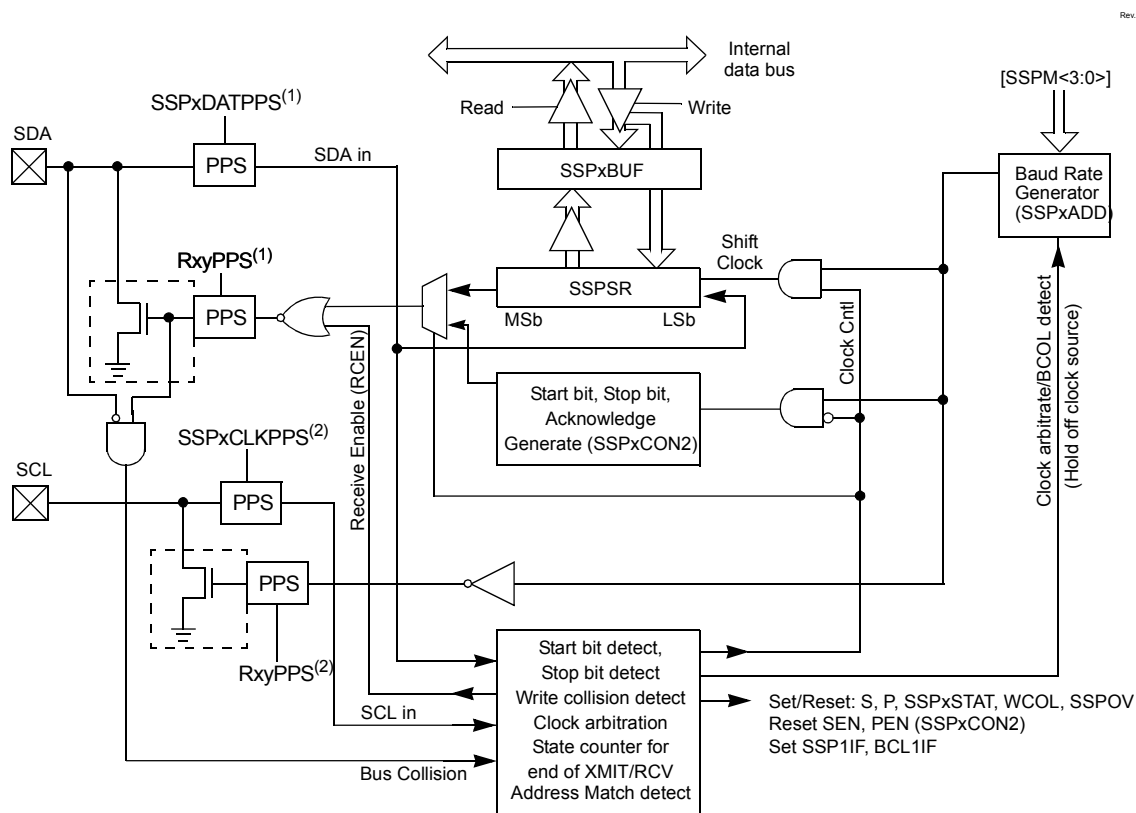 Rev.
Internal
data bus
[SSPM<3:0>]
SSPxDATPPS(1)
Read
Write
SDA
PPS
SDA in
SSPxBUF
Baud Rate
Generator
(SSPxADD)
RxyPPS(1)
Shift
Clock
PPS
SSPSR
MSb
LSb
Clock Cntl
Clock arbitrate/BCOL detect
(Hold off clock source)
Receive Enable (RCEN)
Start bit, Stop bit,
Acknowledge
Generate (SSPxCON2)
SSPxCLKPPS(2)
SCL
PPS
PPS
RxyPPS(2)
Start bit detect,
Stop bit detect
Write collision detect
Clock arbitration
State counter for
end of XMIT/RCV
Address Match detect
SCL in
Bus Collision
Set/Reset: S, P, SSPxSTAT, WCOL, SSPOV
Reset SEN, PEN (SSPxCON2)
Set SSP1IF, BCL1IF